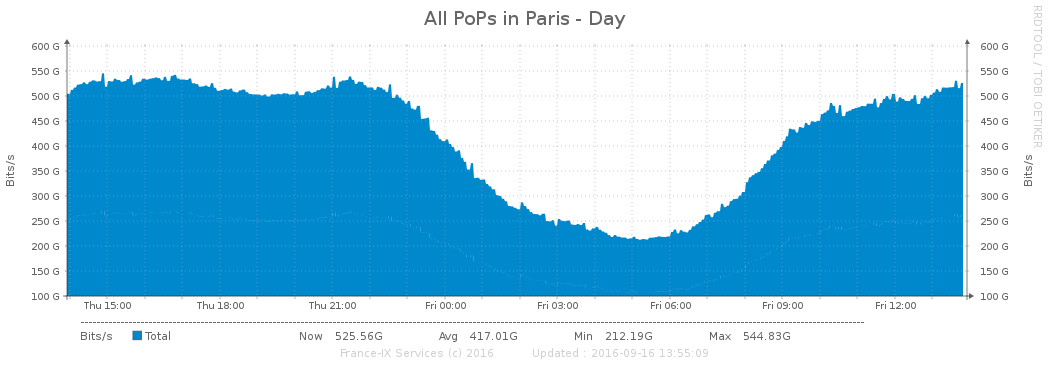 All PoPs in Paris - Day
RRDTOOL / TOBI OETIKER
600 G 600 G
550 G 550 G
500 G 500 G
450 G 450 G
400 G 400 G
350 G 350 G
300 G 300 G
250 G 250 G
200 G 200 G
150 G 150 G
100 G 100 G
Bits/s Bits/s
Thu 15:00 Thu 18:00 Thu 21:00 Fri 00:00 Fri 03:00 Fri 06:00 Fri 09:00 Fri 12:00
Bits/s Total Now 525.56G Avg 417.01G Min 212.19G Max 544.83G
France-IX Services (c) 2016 Updated : 2016-09-16 13:55:09